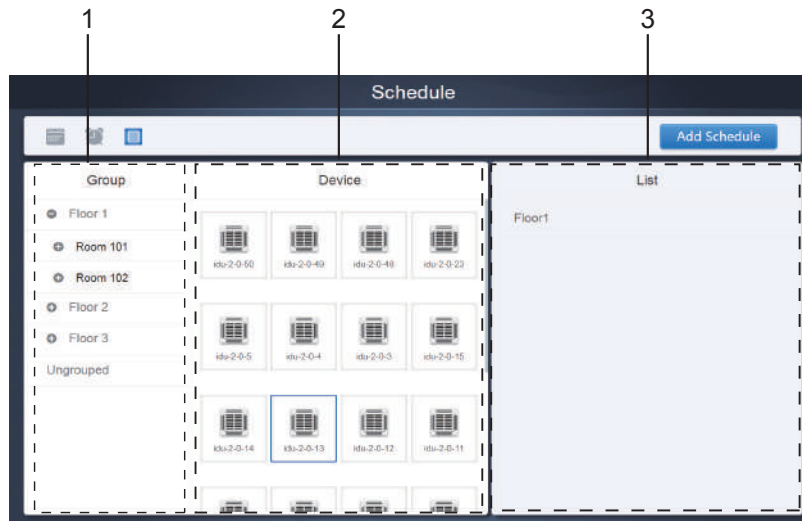 1 2 3
Schedule
Add Schedule
Group Device List
Floor 1
Floor1
Room 101
idu-2-0-50 idu-2-0-49 idu-2-0-48 idu-2-0-23
Room 102
Floor 2
Floor 3
idu-2-0-5 idu-2-0-4 idu-2-0-3 idu-2-0-15
Ungrouped
idu-2-0-14 idu-2-0-13 idu-2-0-12 idu-2-0-11